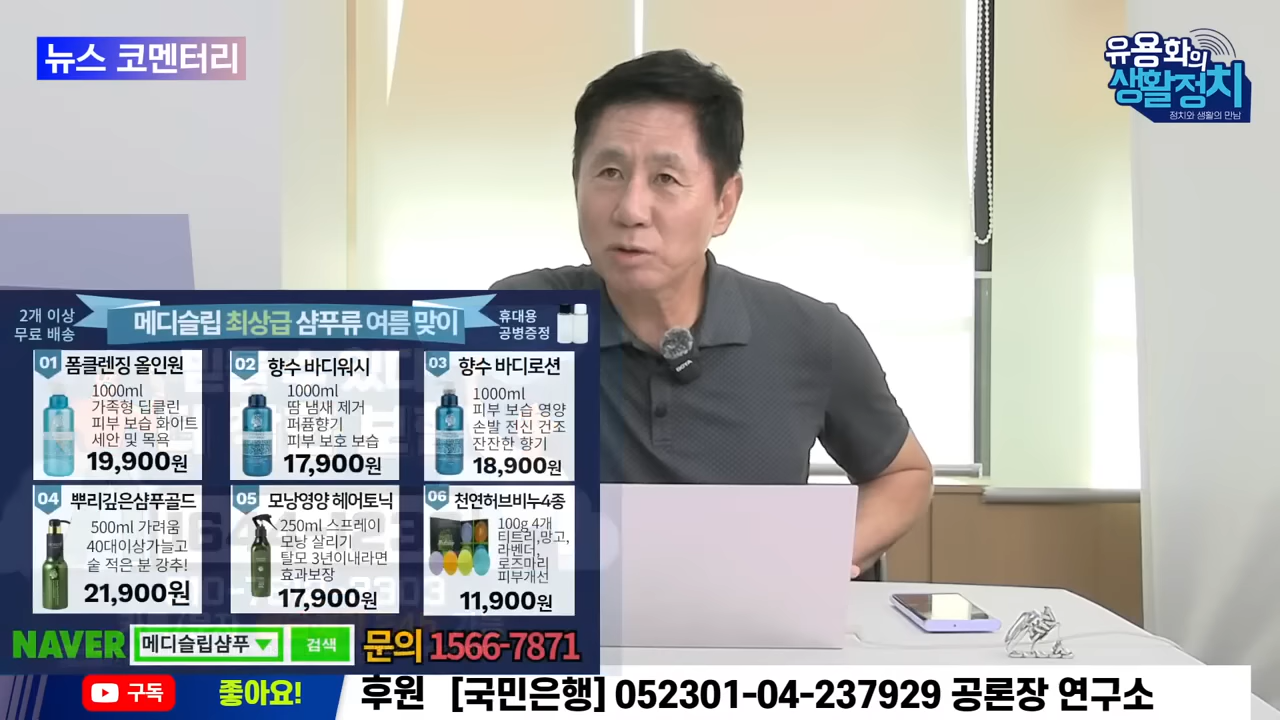 뉴스 코멘터리
유용화의
생활정치
정치와 생활의 만남
2개 이상
무료 배송
메디슬립 최상급 샴푸류 여름 맞이
휴대용
공병증정
01 폼클렌징 올인원
1000ml
가족형 딥클린
피부 보습 화이트
세안 및 목욕
19,900원
02 향수 바디워시
1000ml
땀 냄새 제거
퍼퓸향기
피부 보호 보습
17,900원
03 향수 바디로션
1000ml
피부 보습 영양
손발 전신 건조
잔잔한 향기
18,900원
04 뿌리깊은샴푸골드
500ml 가려움
40대이상가늘고
숱 적은 분 강추!
21,900원
05 모낭영양 헤어토닉
250ml 스프레이
모낭 살리기
탈모 3년이내라면
효과보장
17,900원
06 천연허브비누4종
100g 4개
티트리,망고,
라벤더,
로즈마리
피부개선
11,900원
NAVER 메디슬립샴푸 검색 문의 1566-7871
BOYA
구독 좋아요! 후원 [국민은행] 052301-04-237929 공론장 연구소